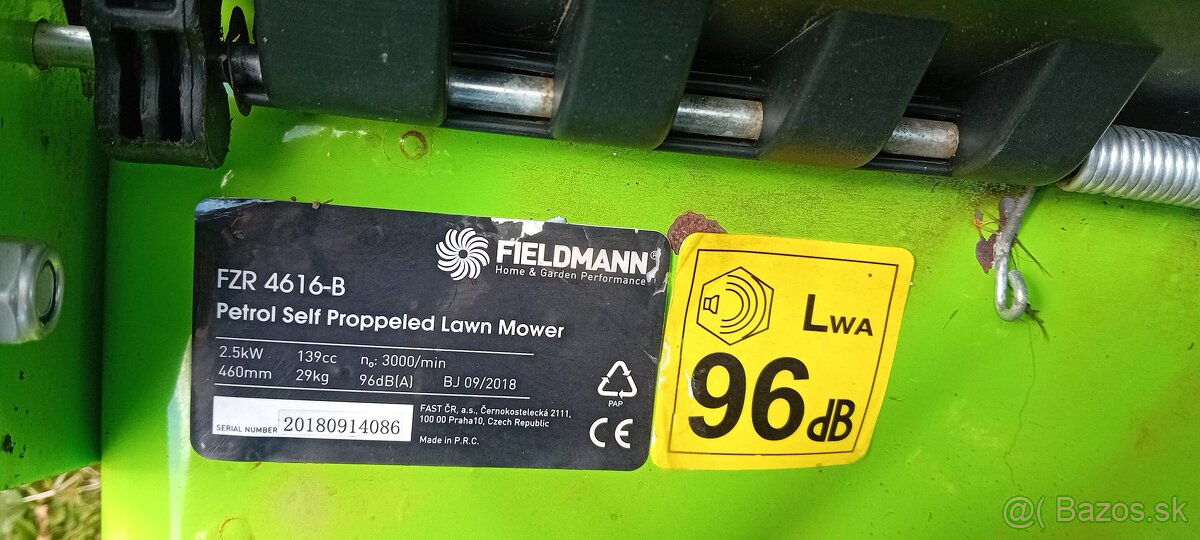 FIELDMANN®
Home & Garden Performance
FZR 4616-B
Petrol Self Proppeled Lawn Mower
2.5kW 139cc n₀: 3000/min
460mm 29kg 96dB(A) BJ 09/2018
SERIAL NUMBER 20180914086
FAST ČR, a.s., Černokostelecká 2111,
100 00 Praha10, Czech Republic
Made in P.R.C.
PAP
CE
LWA
96dB
@( Bazos.sk